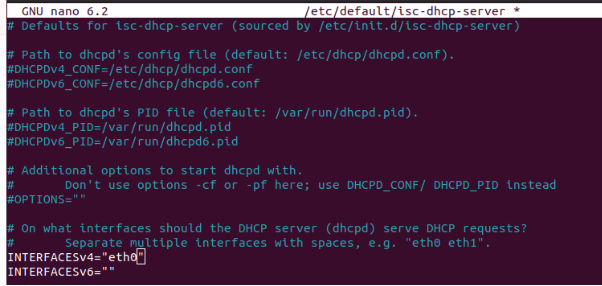 GNU nano 6.2 /etc/default/isc-dhcp-server *
# Defaults for isc-dhcp-server (sourced by /etc/init.d/isc-dhcp-server)
# Path to dhcpd's config file (default: /etc/dhcp/dhcpd.conf).
#DHCPDv4_CONF=/etc/dhcp/dhcpd.conf
#DHCPDv6_CONF=/etc/dhcp/dhcpd6.conf
# Path to dhcpd's PID file (default: /var/run/dhcpd.pid).
#DHCPDv4_PID=/var/run/dhcpd.pid
#DHCPDv6_PID=/var/run/dhcpd6.pid
# Additional options to start dhcpd with.
#       Don't use options -cf or -pf here; use DHCPD_CONF/ DHCPD_PID instead
#OPTIONS=""
# On what interfaces should the DHCP server (dhcpd) serve DHCP requests?
#       Separate multiple interfaces with spaces, e.g. "eth0 eth1".
INTERFACESv4="eth0"
INTERFACESv6=""